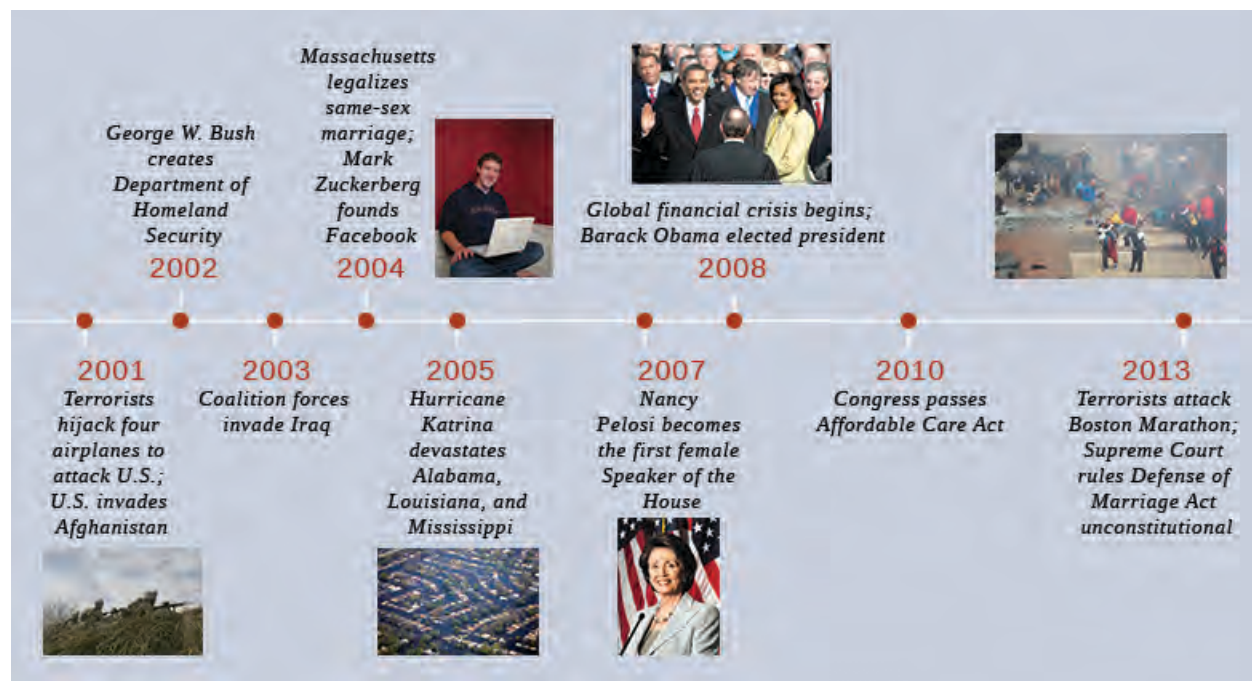 George W. Bush
creates
Department of
Homeland
Security
2002
Massachusetts
legalizes
same-sex
marriage;
Mark
Zuckerberg
founds
Facebook
2004
Global financial crisis begins;
Barack Obama elected president
2008
2001
Terrorists
hijack four
airplanes to
attack U.S.;
U.S. invades
Afghanistan
2003
Coalition forces
invade Iraq
2005
Hurricane
Katrina
devastates
Alabama,
Louisiana, and
Mississippi
2007
Nancy
Pelosi becomes
the first female
Speaker of the
House
2010
Congress passes
Affordable Care Act
2013
Terrorists attack
Boston Marathon;
Supreme Court
rules Defense of
Marriage Act
unconstitutional